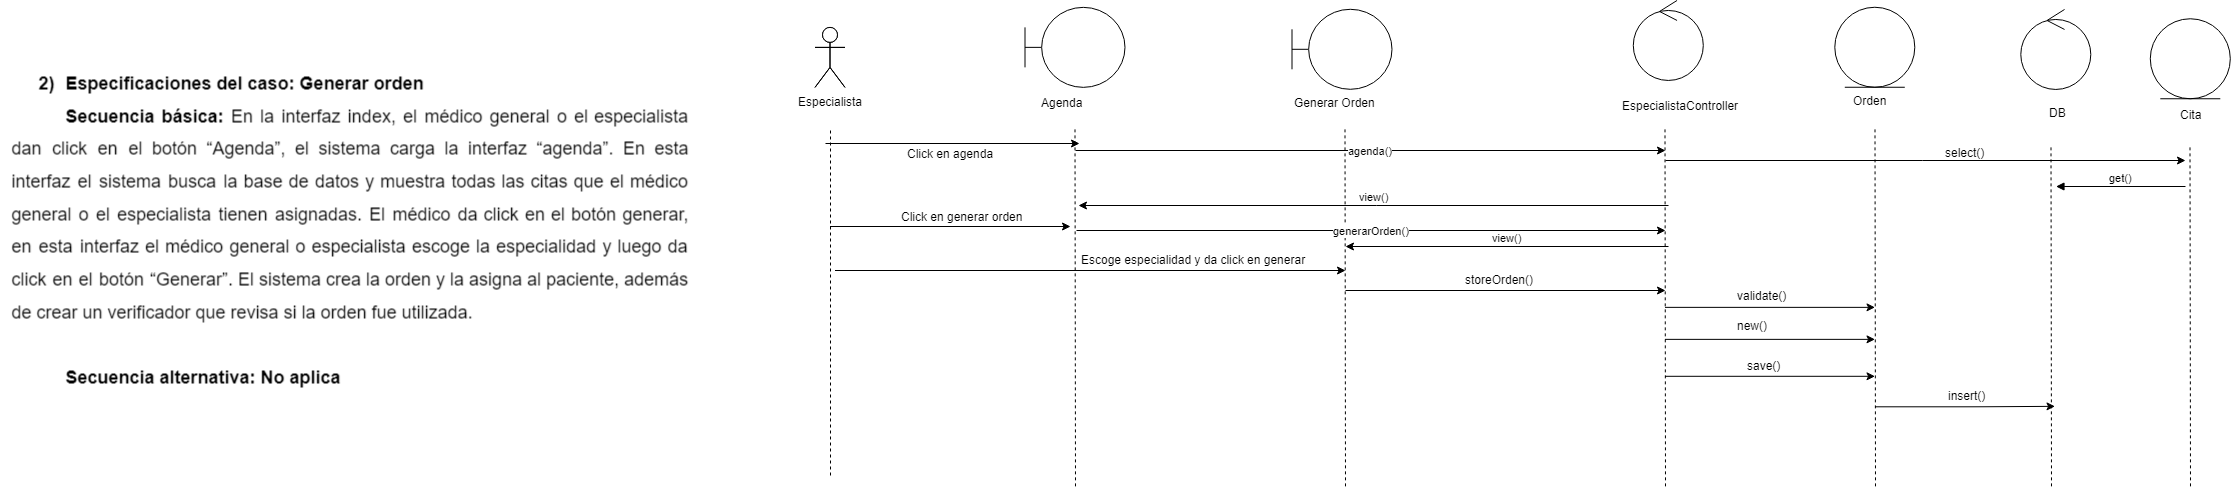 2) Especificaciones del caso: Generar orden
Secuencia básica: En la interfaz index, el médico general o el especialista
dan click en el botón “Agenda”, el sistema carga la interfaz “agenda”. En esta
interfaz el sistema busca la base de datos y muestra todas las citas que el médico
general o el especialista tienen asignadas. El médico da click en el botón generar,
en esta interfaz el médico general o especialista escoge la especialidad y luego da
click en el botón “Generar”. El sistema crea la orden y la asigna al paciente, además
de crear un verificador que revisa si la orden fue utilizada.
Secuencia alternativa: No aplica
Especialista
Agenda
Generar Orden
EspecialistaController
Orden
DB
Cita
Click en agenda
agenda()
select()
get()
view()
Click en generar orden
generarOrden()
view()
Escoge especialidad y da click en generar
storeOrden()
validate()
new()
save()
insert()